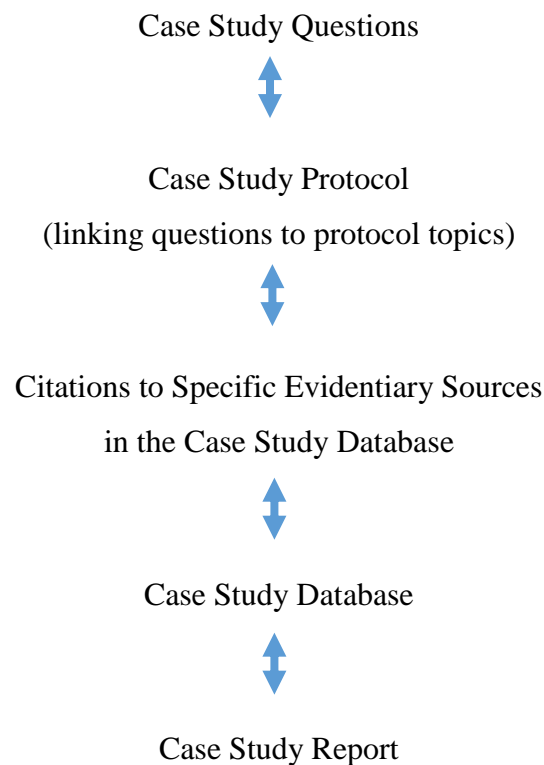 Case Study Questions
Case Study Protocol
(linking questions to protocol topics)
Citations to Specific Evidentiary Sources
in the Case Study Database
Case Study Database
Case Study Report